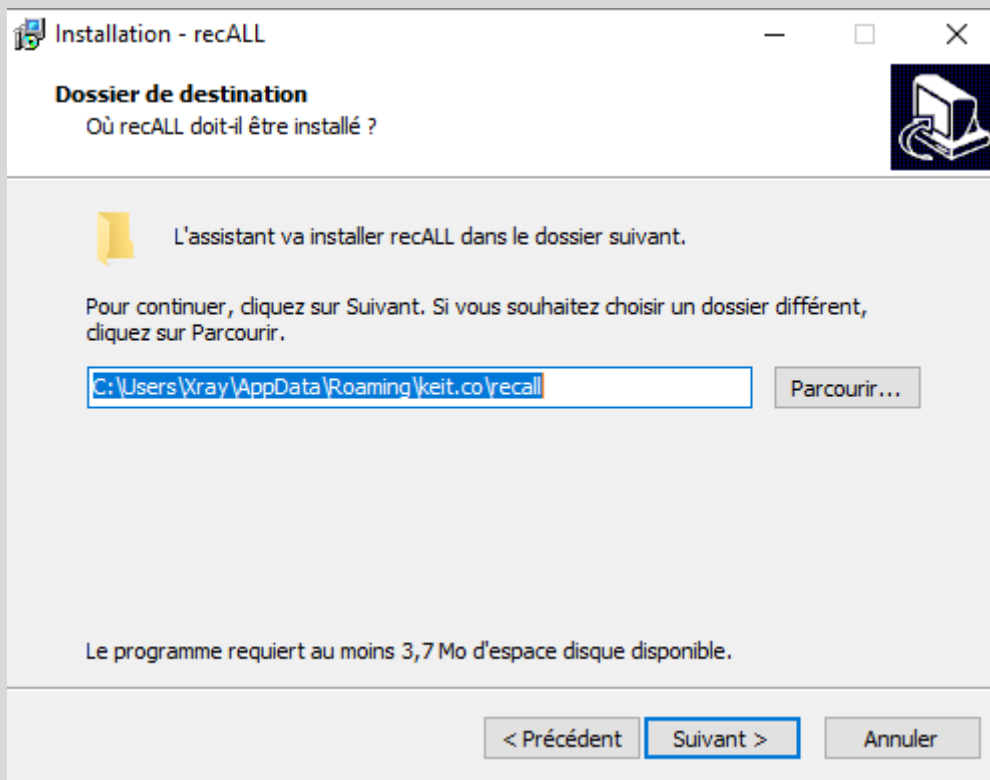 Installation - recALL
Dossier de destination
Où recALL doit-il être installé ?
L'assistant va installer recALL dans le dossier suivant.
Pour continuer, cliquez sur Suivant. Si vous souhaitez choisir un dossier différent,
cliquez sur Parcourir.
C:\Users\Xray\AppData\Roaming\keit.co\recall
Parcourir...
Le programme requiert au moins 3,7 Mo d'espace disque disponible.
< Précédent
Suivant >
Annuler